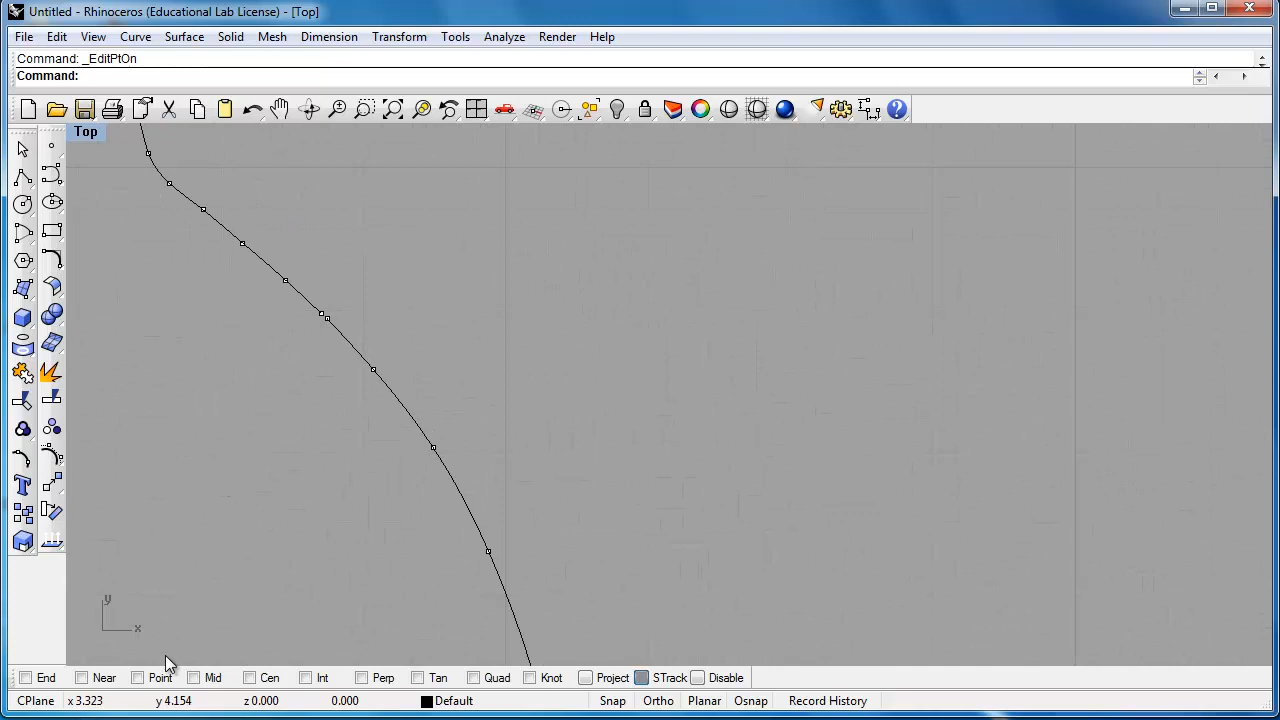 Untitled - Rhinoceros (Educational Lab License) - [Top]
File Edit View Curve Surface Solid Mesh Dimension Transform Tools Analyze Render Help
Command: _EditPtOn
Command:
Top
y
x
End Near Point Mid Cen Int Perp Tan Quad Knot Project STrack Disable
CPlane x 3.323 y 4.154 z 0.000 0.000 Default Snap Ortho Planar Osnap Record History